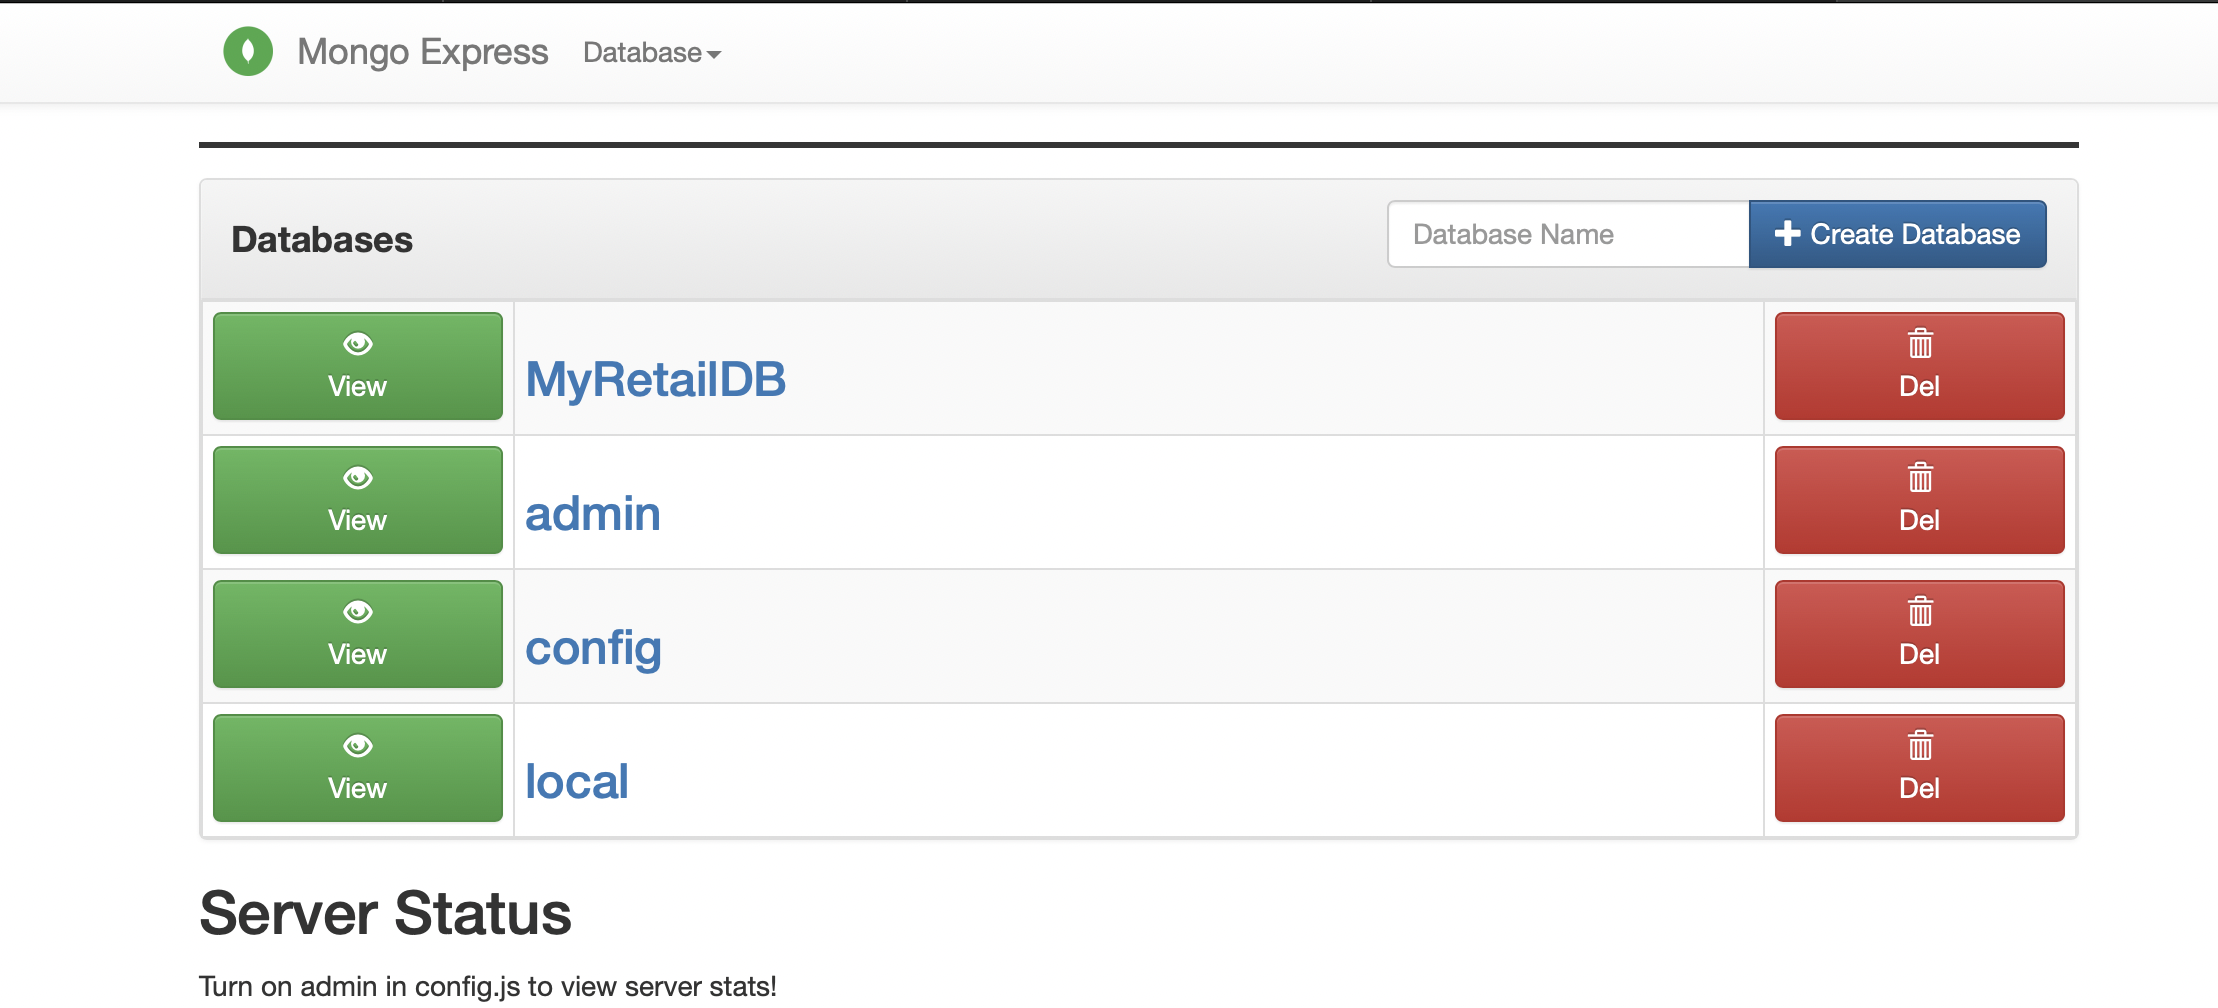 Mongo Express Database
Databases
Database Name
Create Database
View
MyRetailDB
Del
View
admin
Del
View
config
Del
View
local
Del
Server Status
Turn on admin in config.js to view server stats!